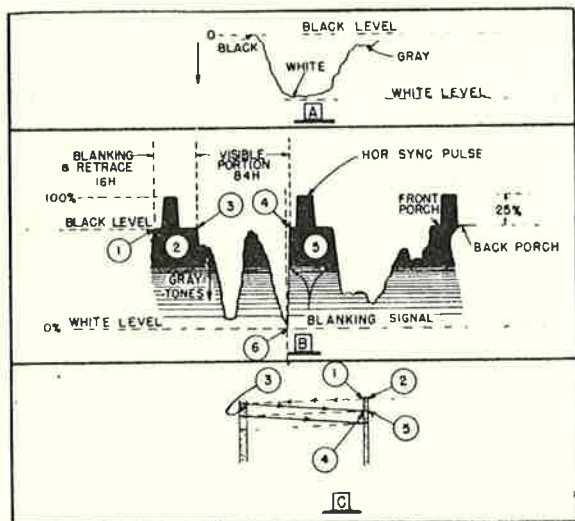 BLACK LEVEL
0
BLACK
GRAY
WHITE
WHITE LEVEL
A
BLANKING
& RETRACE
16H
VISIBLE
PORTION
84H
HOR SYNC PULSE
100%
3
4
FRONT
PORCH
25%
BLACK LEVEL
1
2
5
BACK PORCH
GRAY
TONES
0%
WHITE LEVEL
BLANKING SIGNAL
6
B
3
1
2
5
4
C